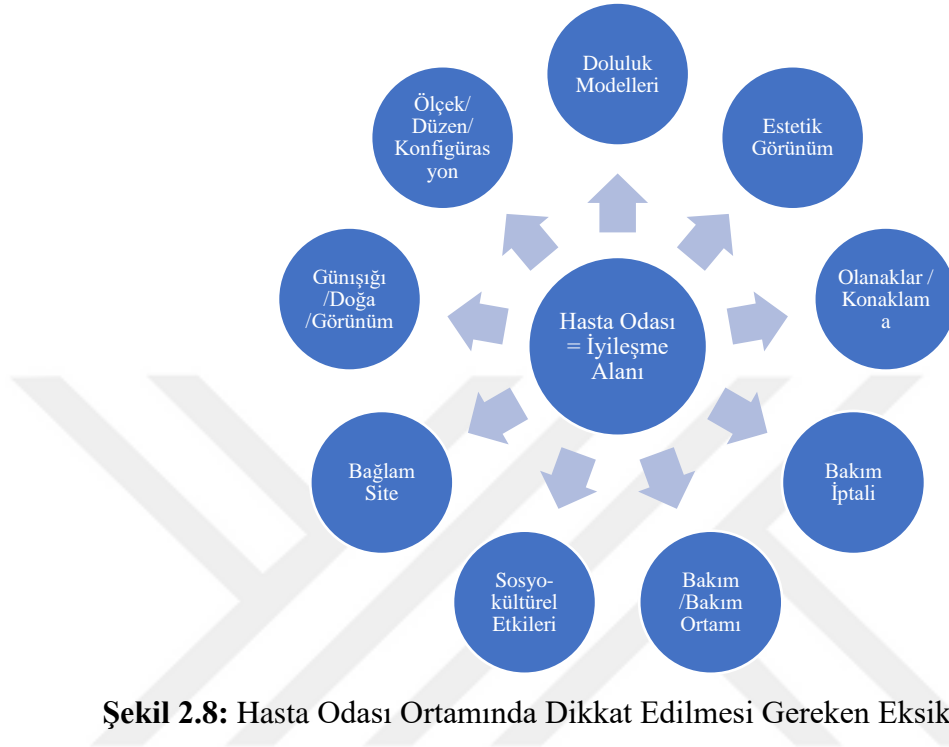 Doluluk
Modelleri
Estetik
Görünüm
Olanaklar /
Konaklam
a
Bakım
İptali
Bakım
/Bakım
Ortamı
Sosyo-
kültürel
Etkileri
Bağlam
Site
Günışığı
/Doğa
/Görünüm
Ölçek/
Düzen/
Konfigüras
yon
Hasta Odası
= İyileşme
Alanı
Şekil 2.8: Hasta Odası Ortamında Dikkat Edilmesi Gereken Eksik